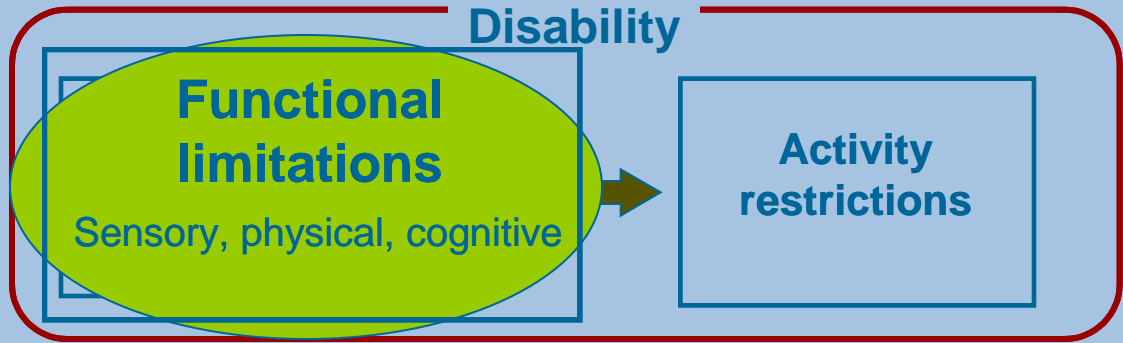 Disability
Functional
limitations
Sensory, physical, cognitive
Activity
restrictions